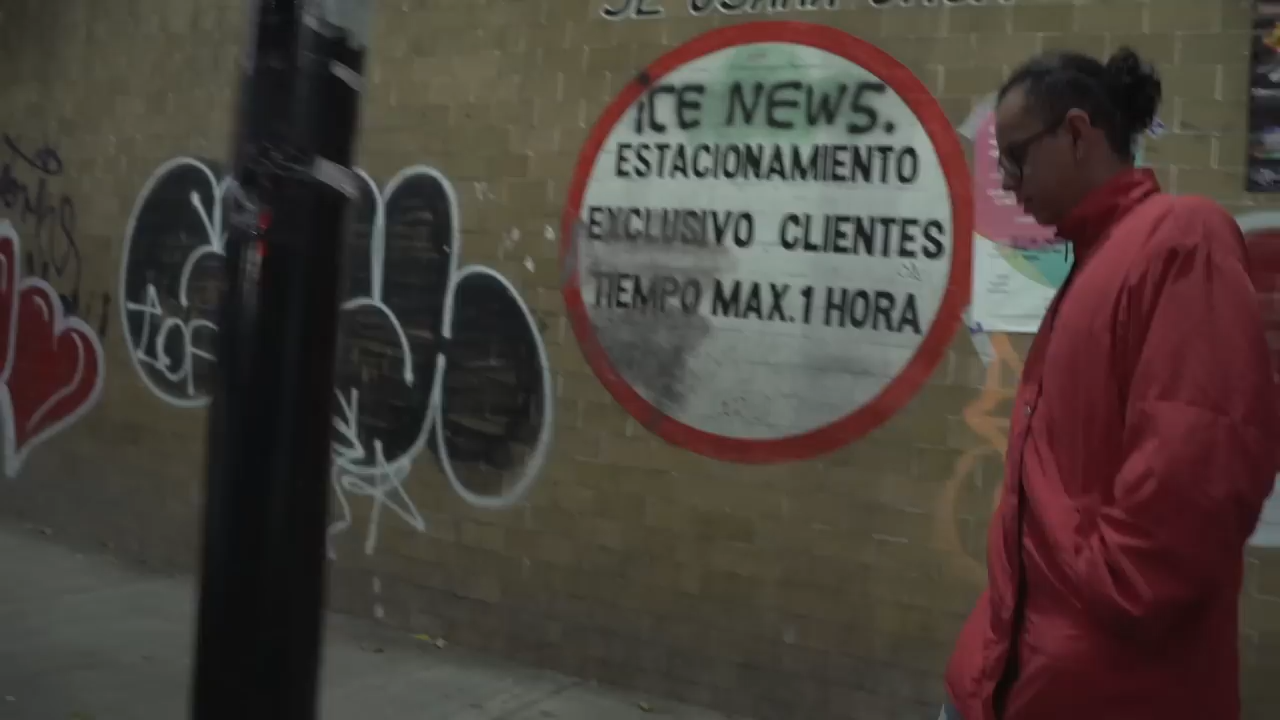 ICE NEWS.
ESTACIONAMIENTO
EXCLUSIVO CLIENTES
TIEMPO MAX. 1 HORA